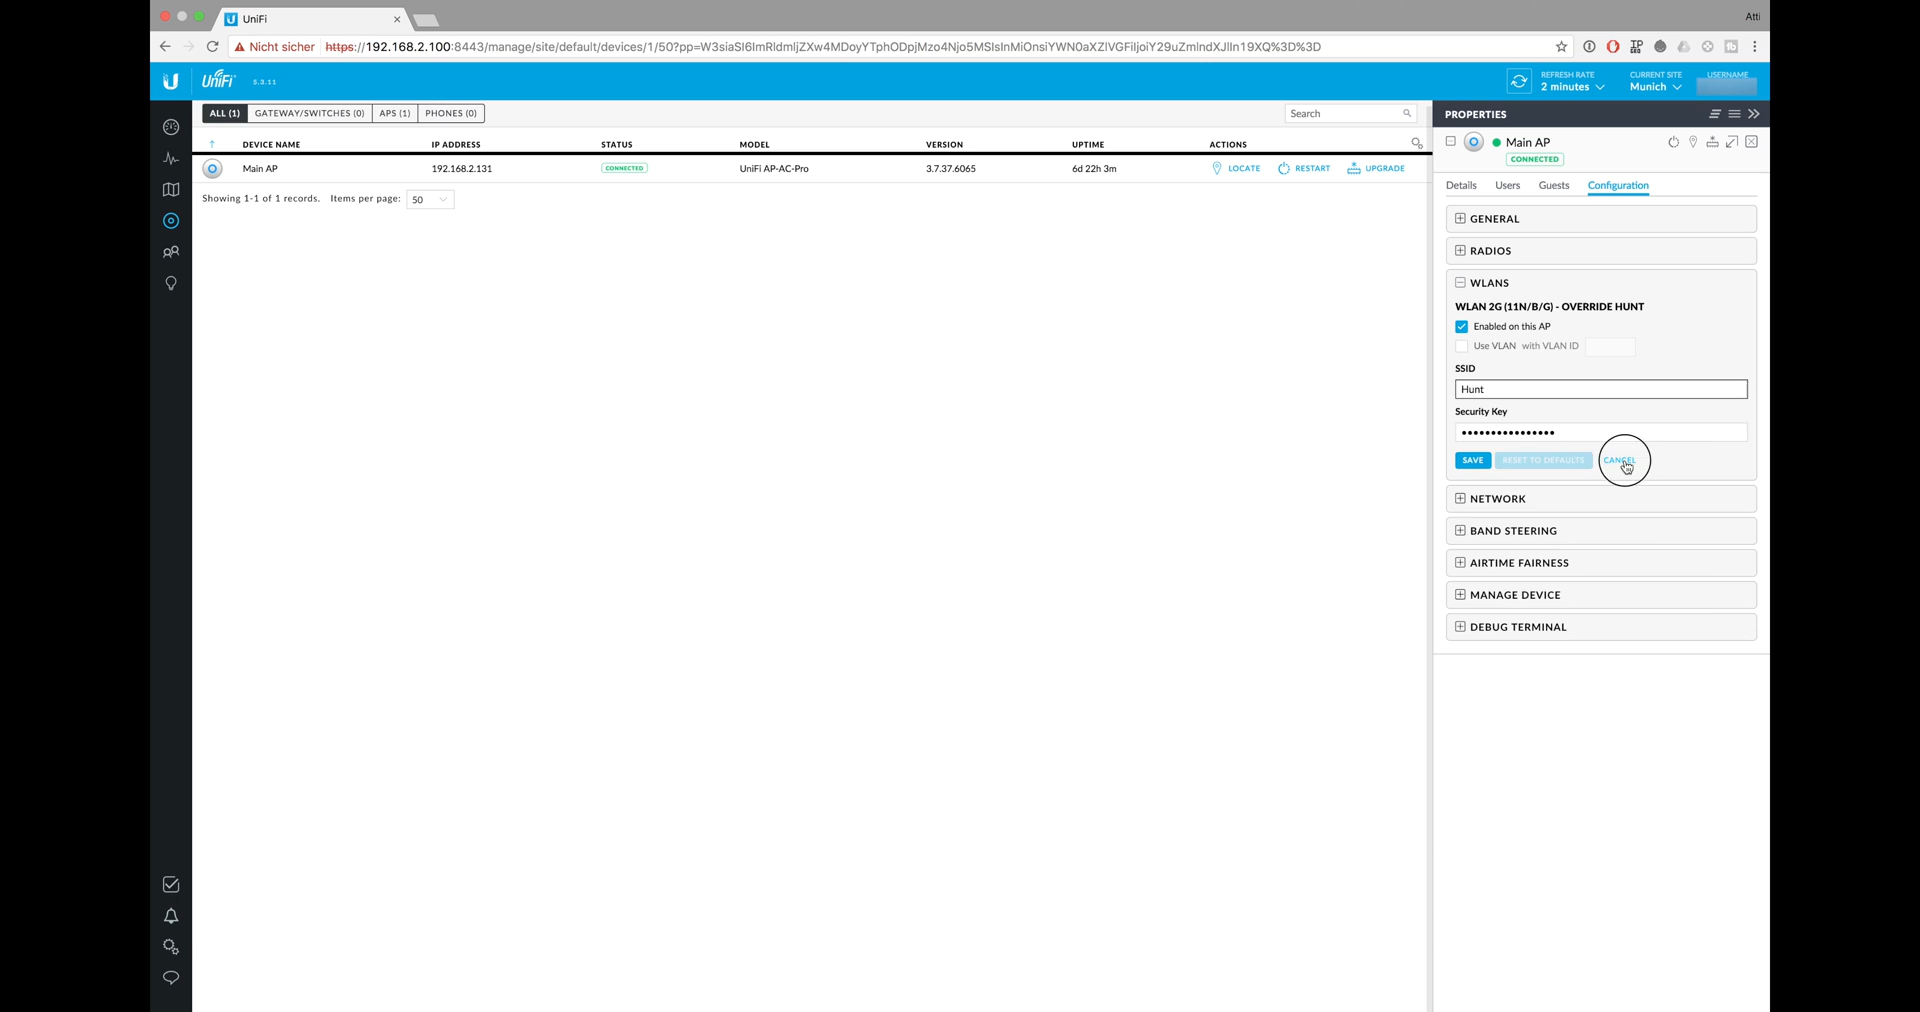 UniFi
Atti
Nicht sicher https://192.168.2.100:8443/manage/site/default/devices/1/50?pp=W3siaSI6ImRldmljZXw4MDoyYTphODpjMzo4Njo5MSIsInMiOnsiYWN0aXZlVGFiIjoiY29uZmlndXJlIn19XQ%3D%3D
UniFi 5.3.11
REFRESH RATE
2 minutes
CURRENT SITE
Munich
USERNAME
ALL (1) GATEWAY/SWITCHES (0) APS (1) PHONES (0)
Search
DEVICE NAME IP ADDRESS STATUS MODEL VERSION UPTIME ACTIONS
Main AP 192.168.2.131 CONNECTED UniFi AP-AC-Pro 3.7.37.6065 6d 22h 3m LOCATE RESTART UPGRADE
Showing 1-1 of 1 records. Items per page: 50
PROPERTIES
Main AP
CONNECTED
Details Users Guests Configuration
GENERAL
RADIOS
WLANS
WLAN 2G (11N/B/G) - OVERRIDE HUNT
Enabled on this AP
Use VLAN with VLAN ID
SSID
Hunt
Security Key
••••••••••••••••
SAVE RESET TO DEFAULTS CANCEL
NETWORK
BAND STEERING
AIRTIME FAIRNESS
MANAGE DEVICE
DEBUG TERMINAL